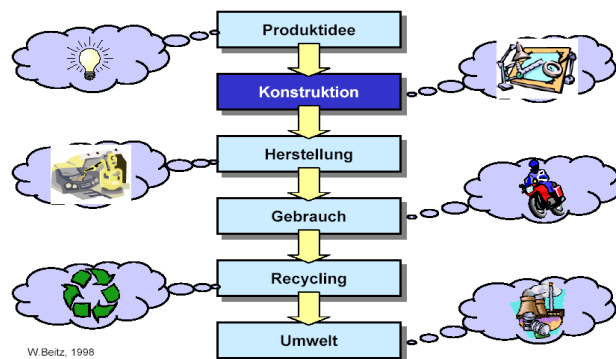 Produktidee
Konstruktion
Herstellung
Gebrauch
Recycling
Umwelt
W.Beitz, 1998